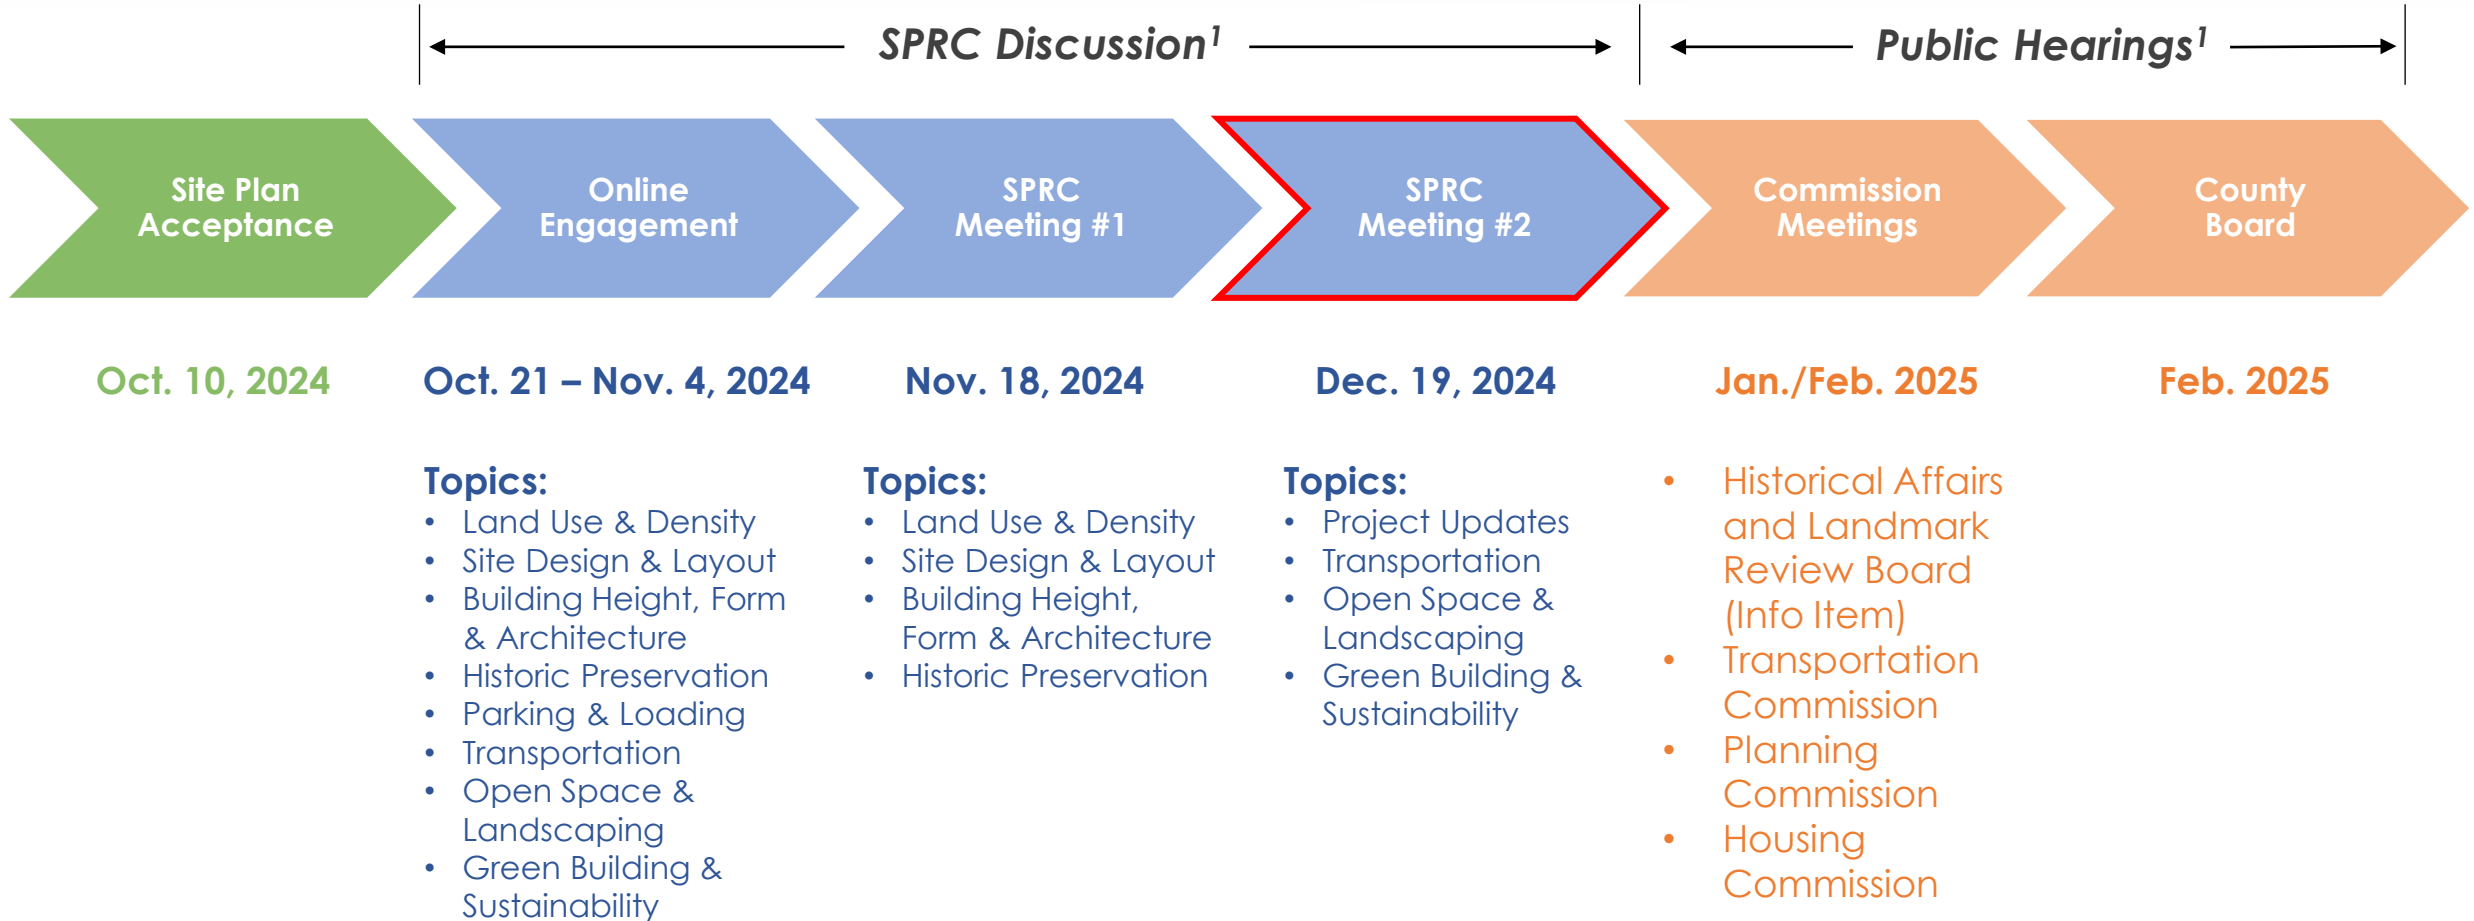 SPRC Discussion¹
Public Hearings¹
Site Plan
Acceptance
Online
Engagement
SPRC
Meeting #1
SPRC
Meeting #2
Commission
Meetings
County
Board
Oct. 10, 2024
Oct. 21 – Nov. 4, 2024
Nov. 18, 2024
Dec. 19, 2024
Jan./Feb. 2025
Feb. 2025
Topics:
• Land Use & Density
• Site Design & Layout
• Building Height, Form
& Architecture
• Historic Preservation
• Parking & Loading
• Transportation
• Open Space &
Landscaping
• Green Building &
Sustainability
Topics:
• Land Use & Density
• Site Design & Layout
• Building Height,
Form & Architecture
• Historic Preservation
Topics:
• Project Updates
• Transportation
• Open Space &
Landscaping
• Green Building &
Sustainability
• Historical Affairs
and Landmark
Review Board
(Info Item)
• Transportation
Commission
• Planning
Commission
• Housing
Commission